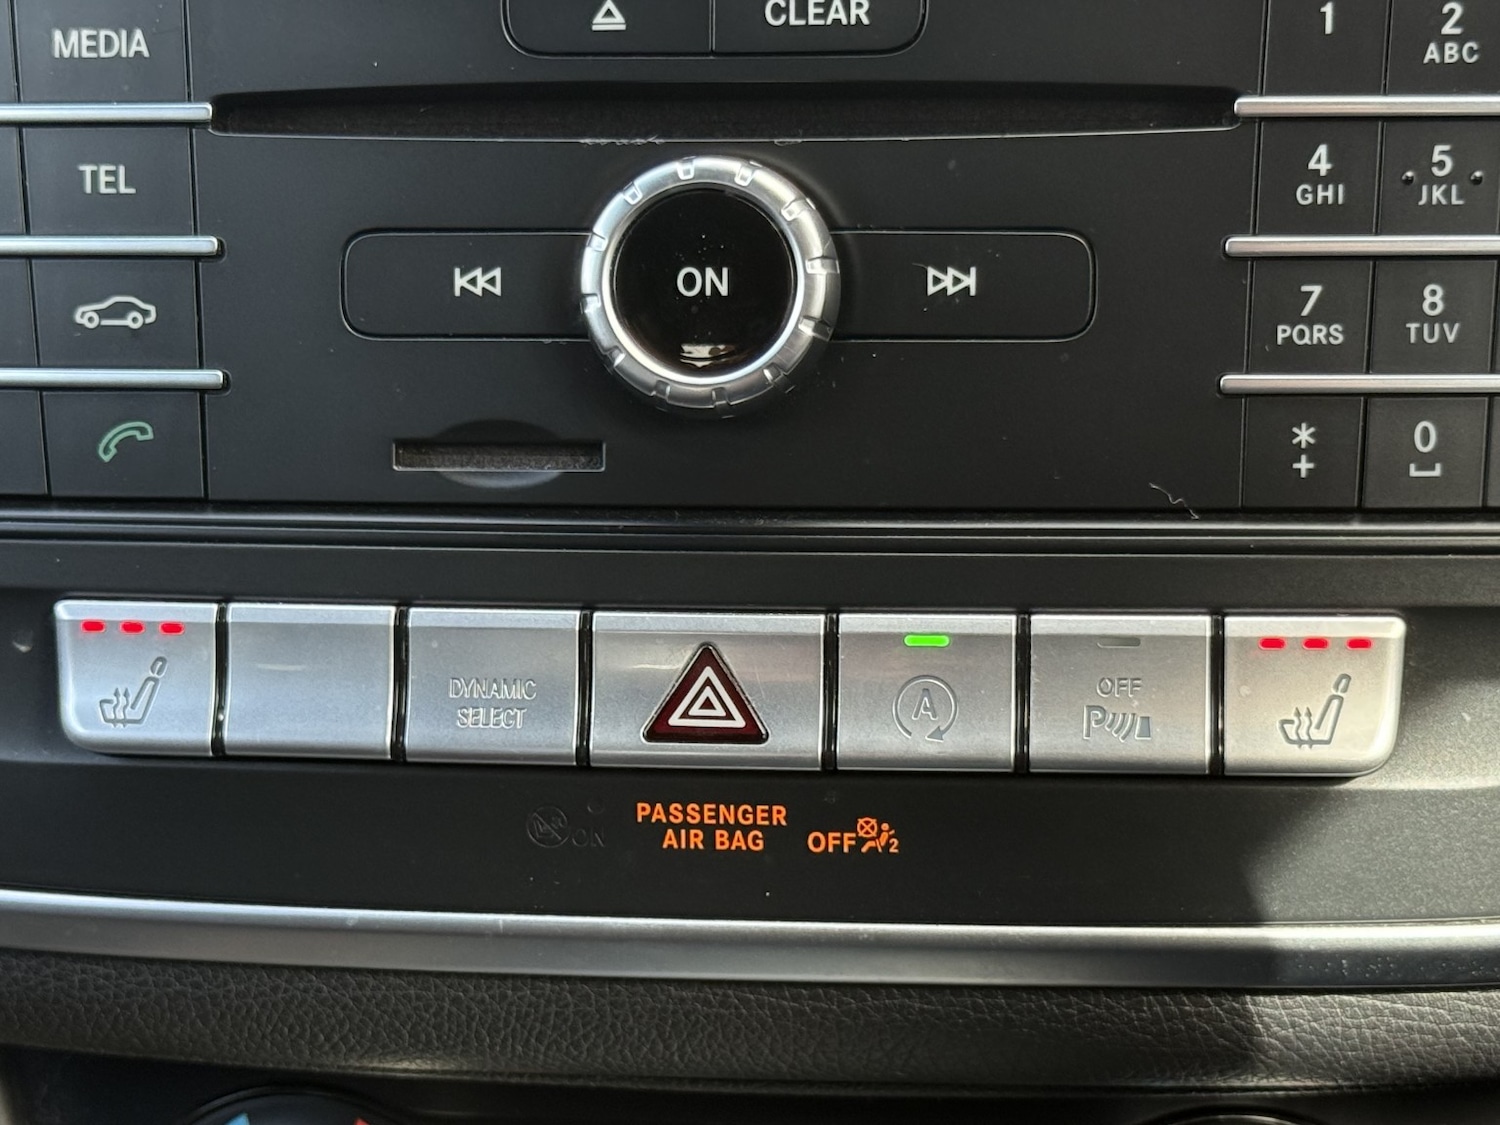 MEDIA
CLEAR
1
2
ABC
TEL
4
GHI
5
JKL
ON
7
PQRS
8
TUV
*
+
0
DYNAMIC
SELECT
A
OFF
P
ON
PASSENGER
AIR BAG
OFF
2